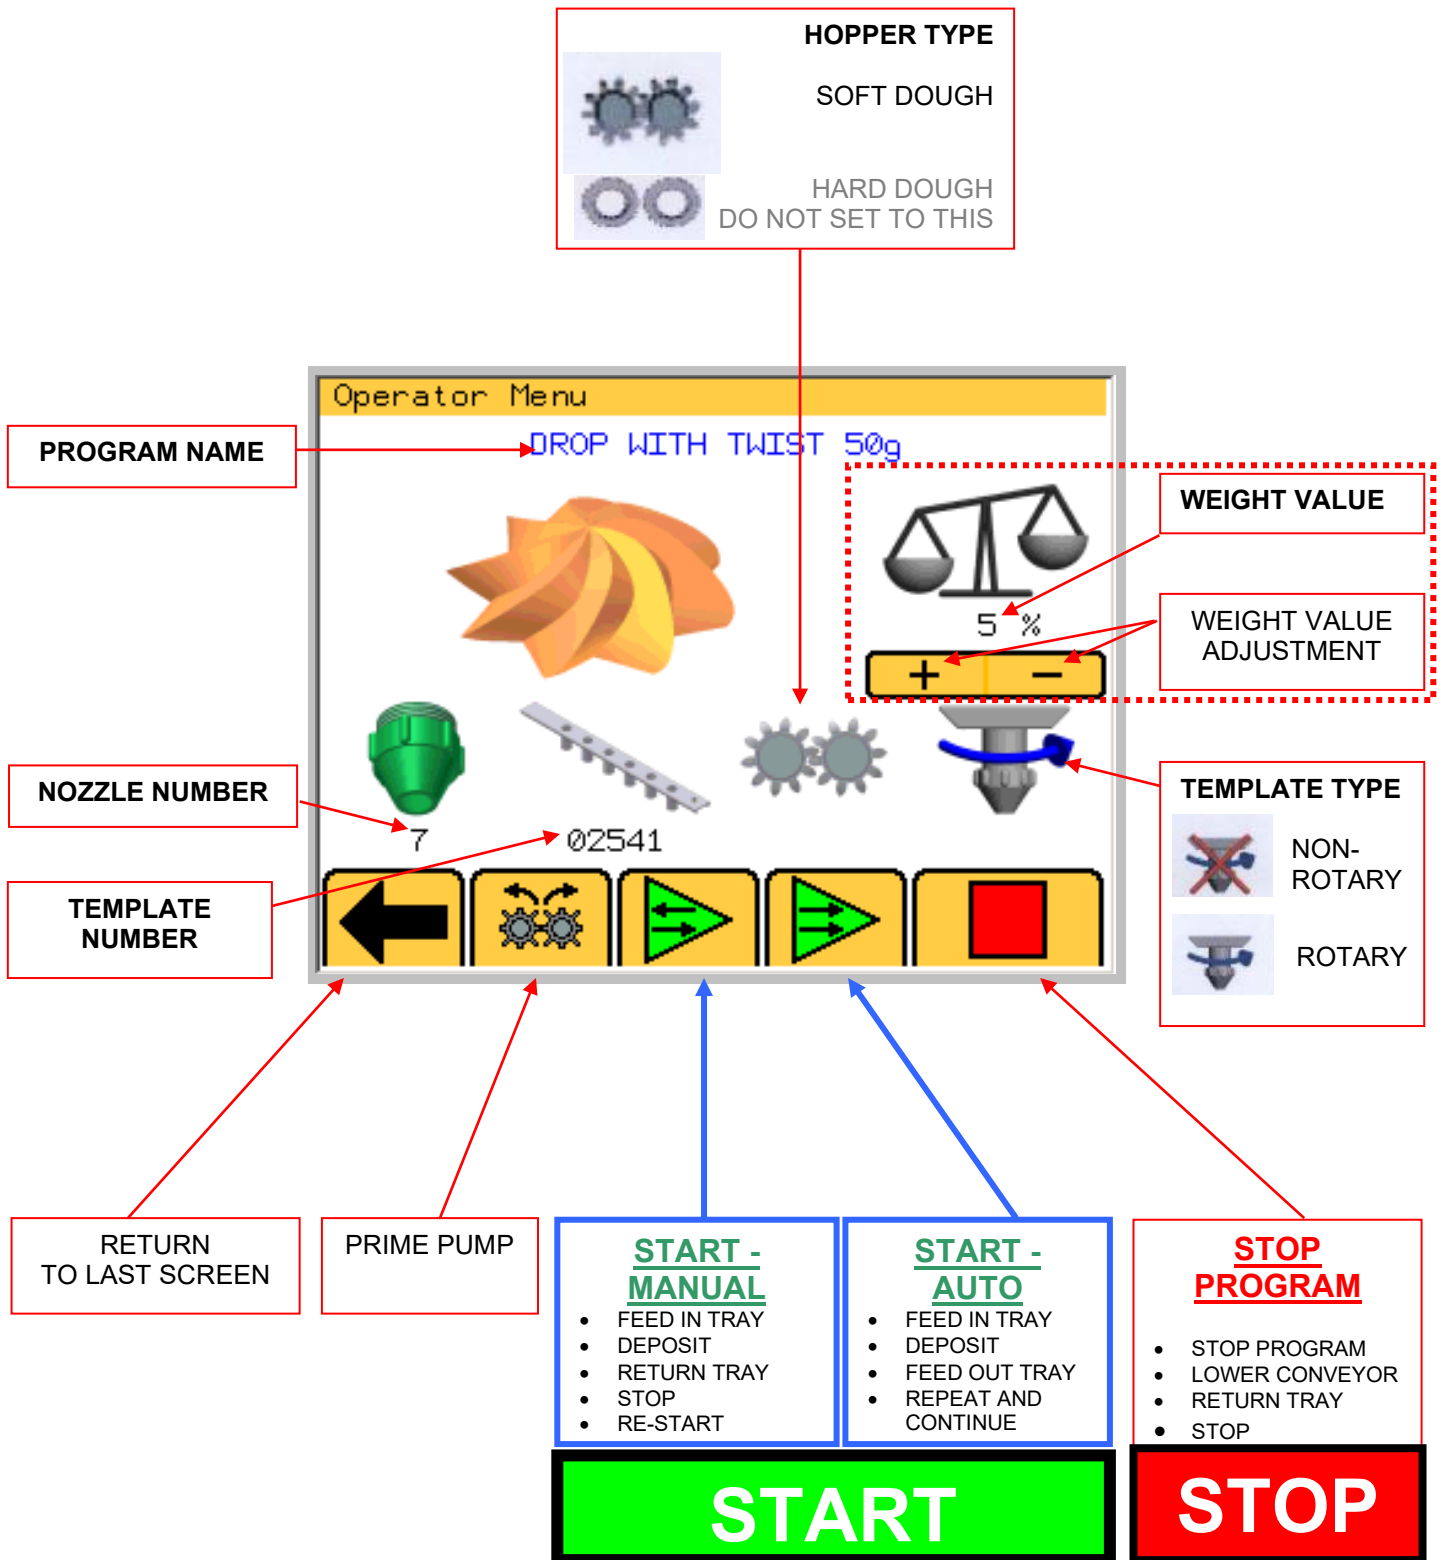 HOPPER TYPE
SOFT DOUGH
HARD DOUGH
DO NOT SET TO THIS
Operator Menu
DROP WITH TWIST 50g
PROGRAM NAME
WEIGHT VALUE
5 %
WEIGHT VALUE
ADJUSTMENT
+ −
NOZZLE NUMBER
7
02541
TEMPLATE
NUMBER
TEMPLATE TYPE
NON-
ROTARY
ROTARY
RETURN
TO LAST SCREEN
PRIME PUMP
START -
MANUAL
• FEED IN TRAY
• DEPOSIT
• RETURN TRAY
• STOP
• RE-START
START -
AUTO
• FEED IN TRAY
• DEPOSIT
• FEED OUT TRAY
• REPEAT AND
CONTINUE
STOP
PROGRAM
• STOP PROGRAM
• LOWER CONVEYOR
• RETURN TRAY
• STOP
START
STOP